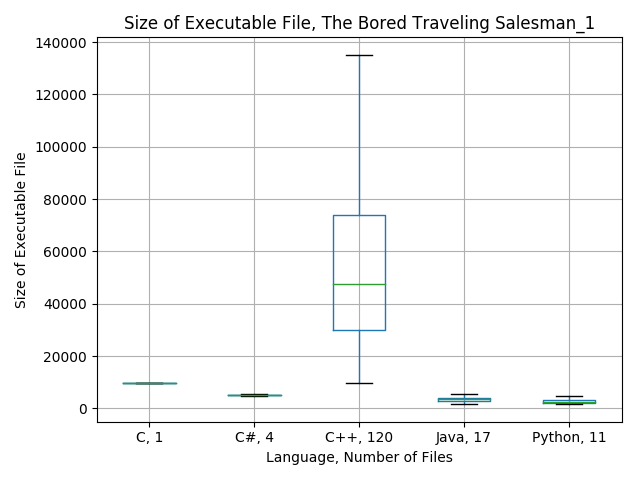 Size of Executable File, The Bored Traveling Salesman_1
140000
120000
100000
80000
60000
40000
20000
0
Size of Executable File
C, 1
C#, 4
C++, 120
Java, 17
Python, 11
Language, Number of Files